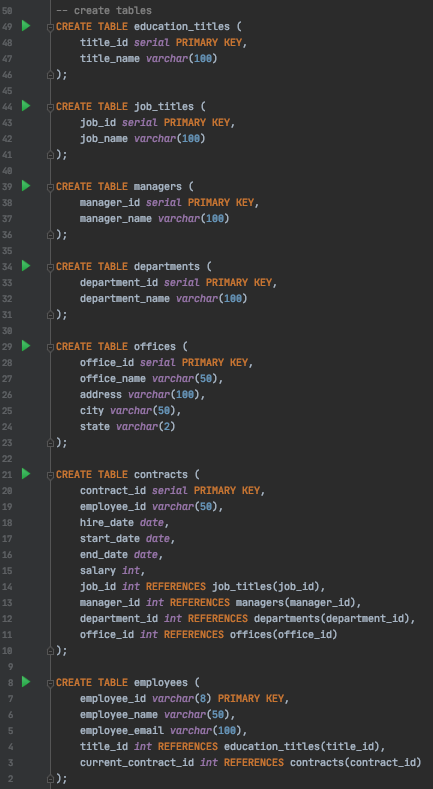 50 -- create tables
49 CREATE TABLE education_titles (
48 title_id serial PRIMARY KEY,
47 title_name varchar(100)
46 );
45
44 CREATE TABLE job_titles (
43 job_id serial PRIMARY KEY,
42 job_name varchar(100)
41 );
40
39 CREATE TABLE managers (
38 manager_id serial PRIMARY KEY,
37 manager_name varchar(100)
36 );
35
34 CREATE TABLE departments (
33 department_id serial PRIMARY KEY,
32 department_name varchar(100)
31 );
30
29 CREATE TABLE offices (
28 office_id serial PRIMARY KEY,
27 office_name varchar(50),
26 address varchar(100),
25 city varchar(50),
24 state varchar(2)
23 );
22
21 CREATE TABLE contracts (
20 contract_id serial PRIMARY KEY,
19 employee_id varchar(50),
18 hire_date date,
17 start_date date,
16 end_date date,
15 salary int,
14 job_id int REFERENCES job_titles(job_id),
13 manager_id int REFERENCES managers(manager_id),
12 department_id int REFERENCES departments(department_id),
11 office_id int REFERENCES offices(office_id)
10 );
9
8 CREATE TABLE employees (
7 employee_id varchar(8) PRIMARY KEY,
6 employee_name varchar(50),
5 employee_email varchar(100),
4 title_id int REFERENCES education_titles(title_id),
3 current_contract_id int REFERENCES contracts(contract_id)
2 );